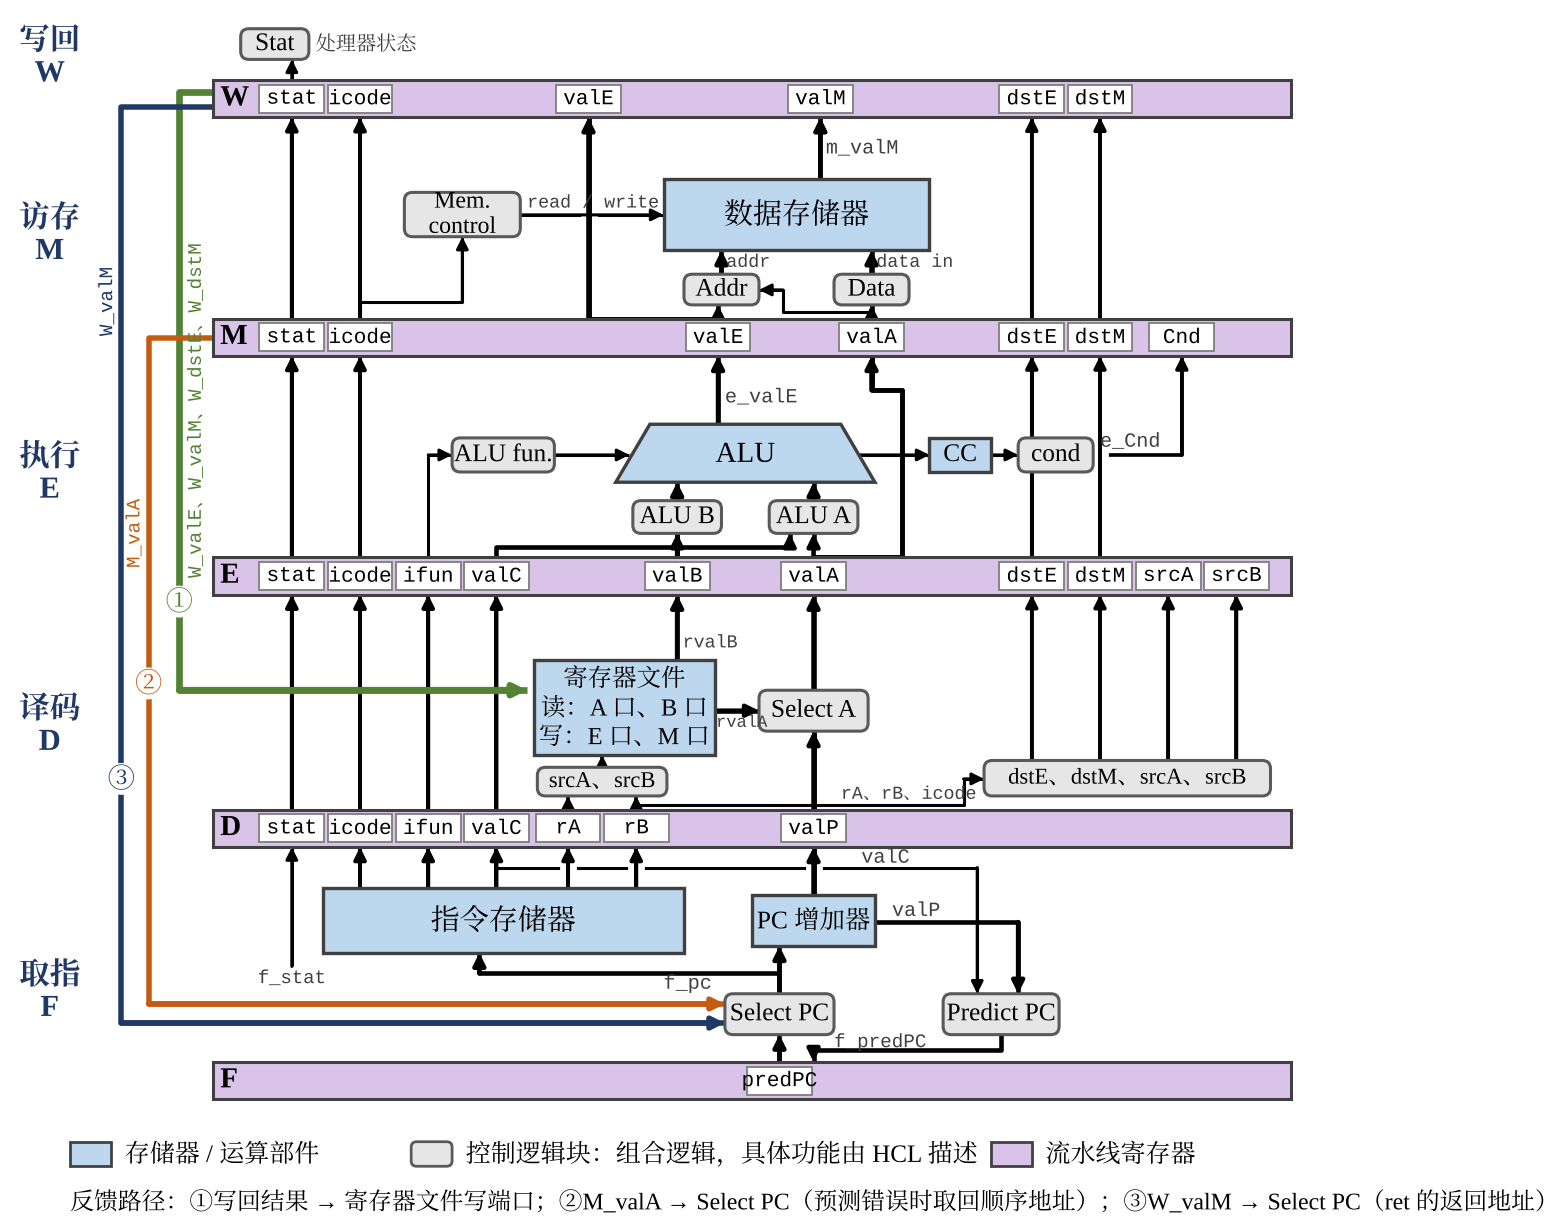 写回
W
Stat 处理器状态
W stat icode valE valM dstE dstM
m_valM
访存
M
Mem.
control
read / write
数据存储器
addr
data in
Addr
Data
W_valM
W_valE、W_valM、W_dstE、W_dstM
M stat icode valE valA dstE dstM Cnd
e_valE
执行
E
ALU fun.
ALU
CC
cond
e_Cnd
ALU B
ALU A
M_valA
E stat icode ifun valC valB valA dstE dstM srcA srcB
①
rvalB
②
译码
D
寄存器文件
读：A 口、B 口
写：E 口、M 口
rvalA
Select A
③
srcA、srcB
dstE、dstM、srcA、srcB
rA、rB、icode
D stat icode ifun valC rA rB valP
valC
指令存储器
PC 增加器
valP
取指
F
f_stat
f_pc
Select PC
Predict PC
f_predPC
F predPC
存储器 / 运算部件
控制逻辑块：组合逻辑，具体功能由 HCL 描述
流水线寄存器
反馈路径：①写回结果 → 寄存器文件写端口；②M_valA → Select PC（预测错误时取回顺序地址）；③W_valM → Select PC（ret 的返回地址）